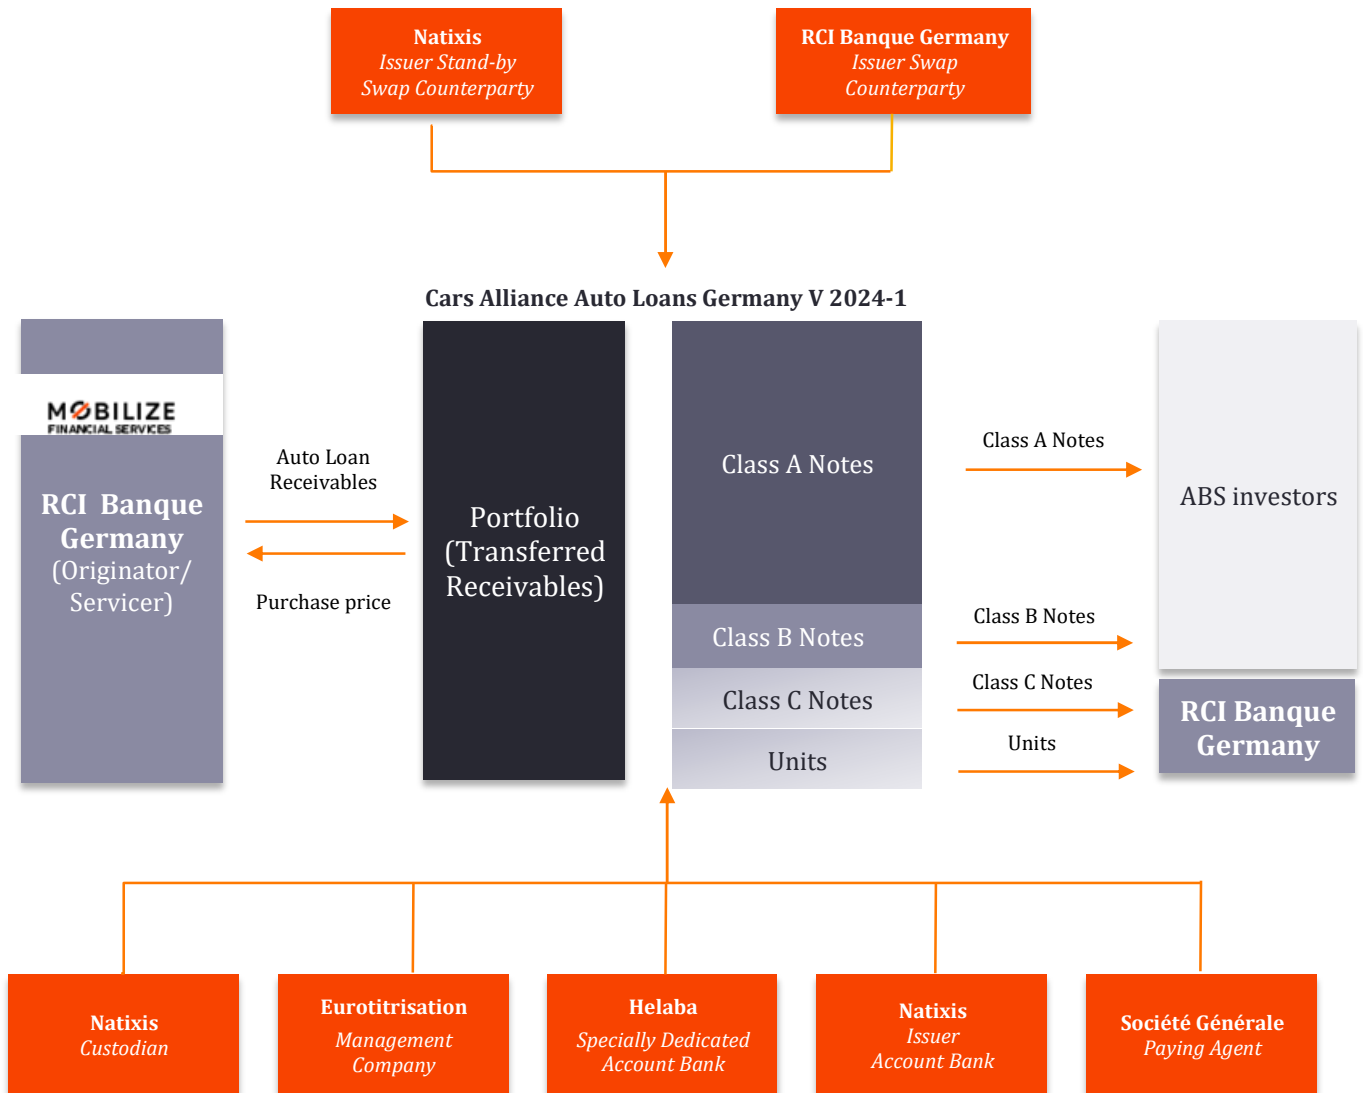 Natixis
Issuer Stand-by
Swap Counterparty
RCI Banque Germany
Issuer Swap
Counterparty
Cars Alliance Auto Loans Germany V 2024-1
MOBILIZE
FINANCIAL SERVICES
RCI Banque
Germany
(Originator/
Servicer)
Auto Loan
Receivables
Purchase price
Portfolio
(Transferred
Receivables)
Class A Notes
Class B Notes
Class C Notes
Units
Class A Notes
Class B Notes
Class C Notes
Units
ABS investors
RCI Banque
Germany
Natixis
Custodian
Eurotitrisation
Management
Company
Helaba
Specially Dedicated
Account Bank
Natixis
Issuer
Account Bank
Société Générale
Paying Agent